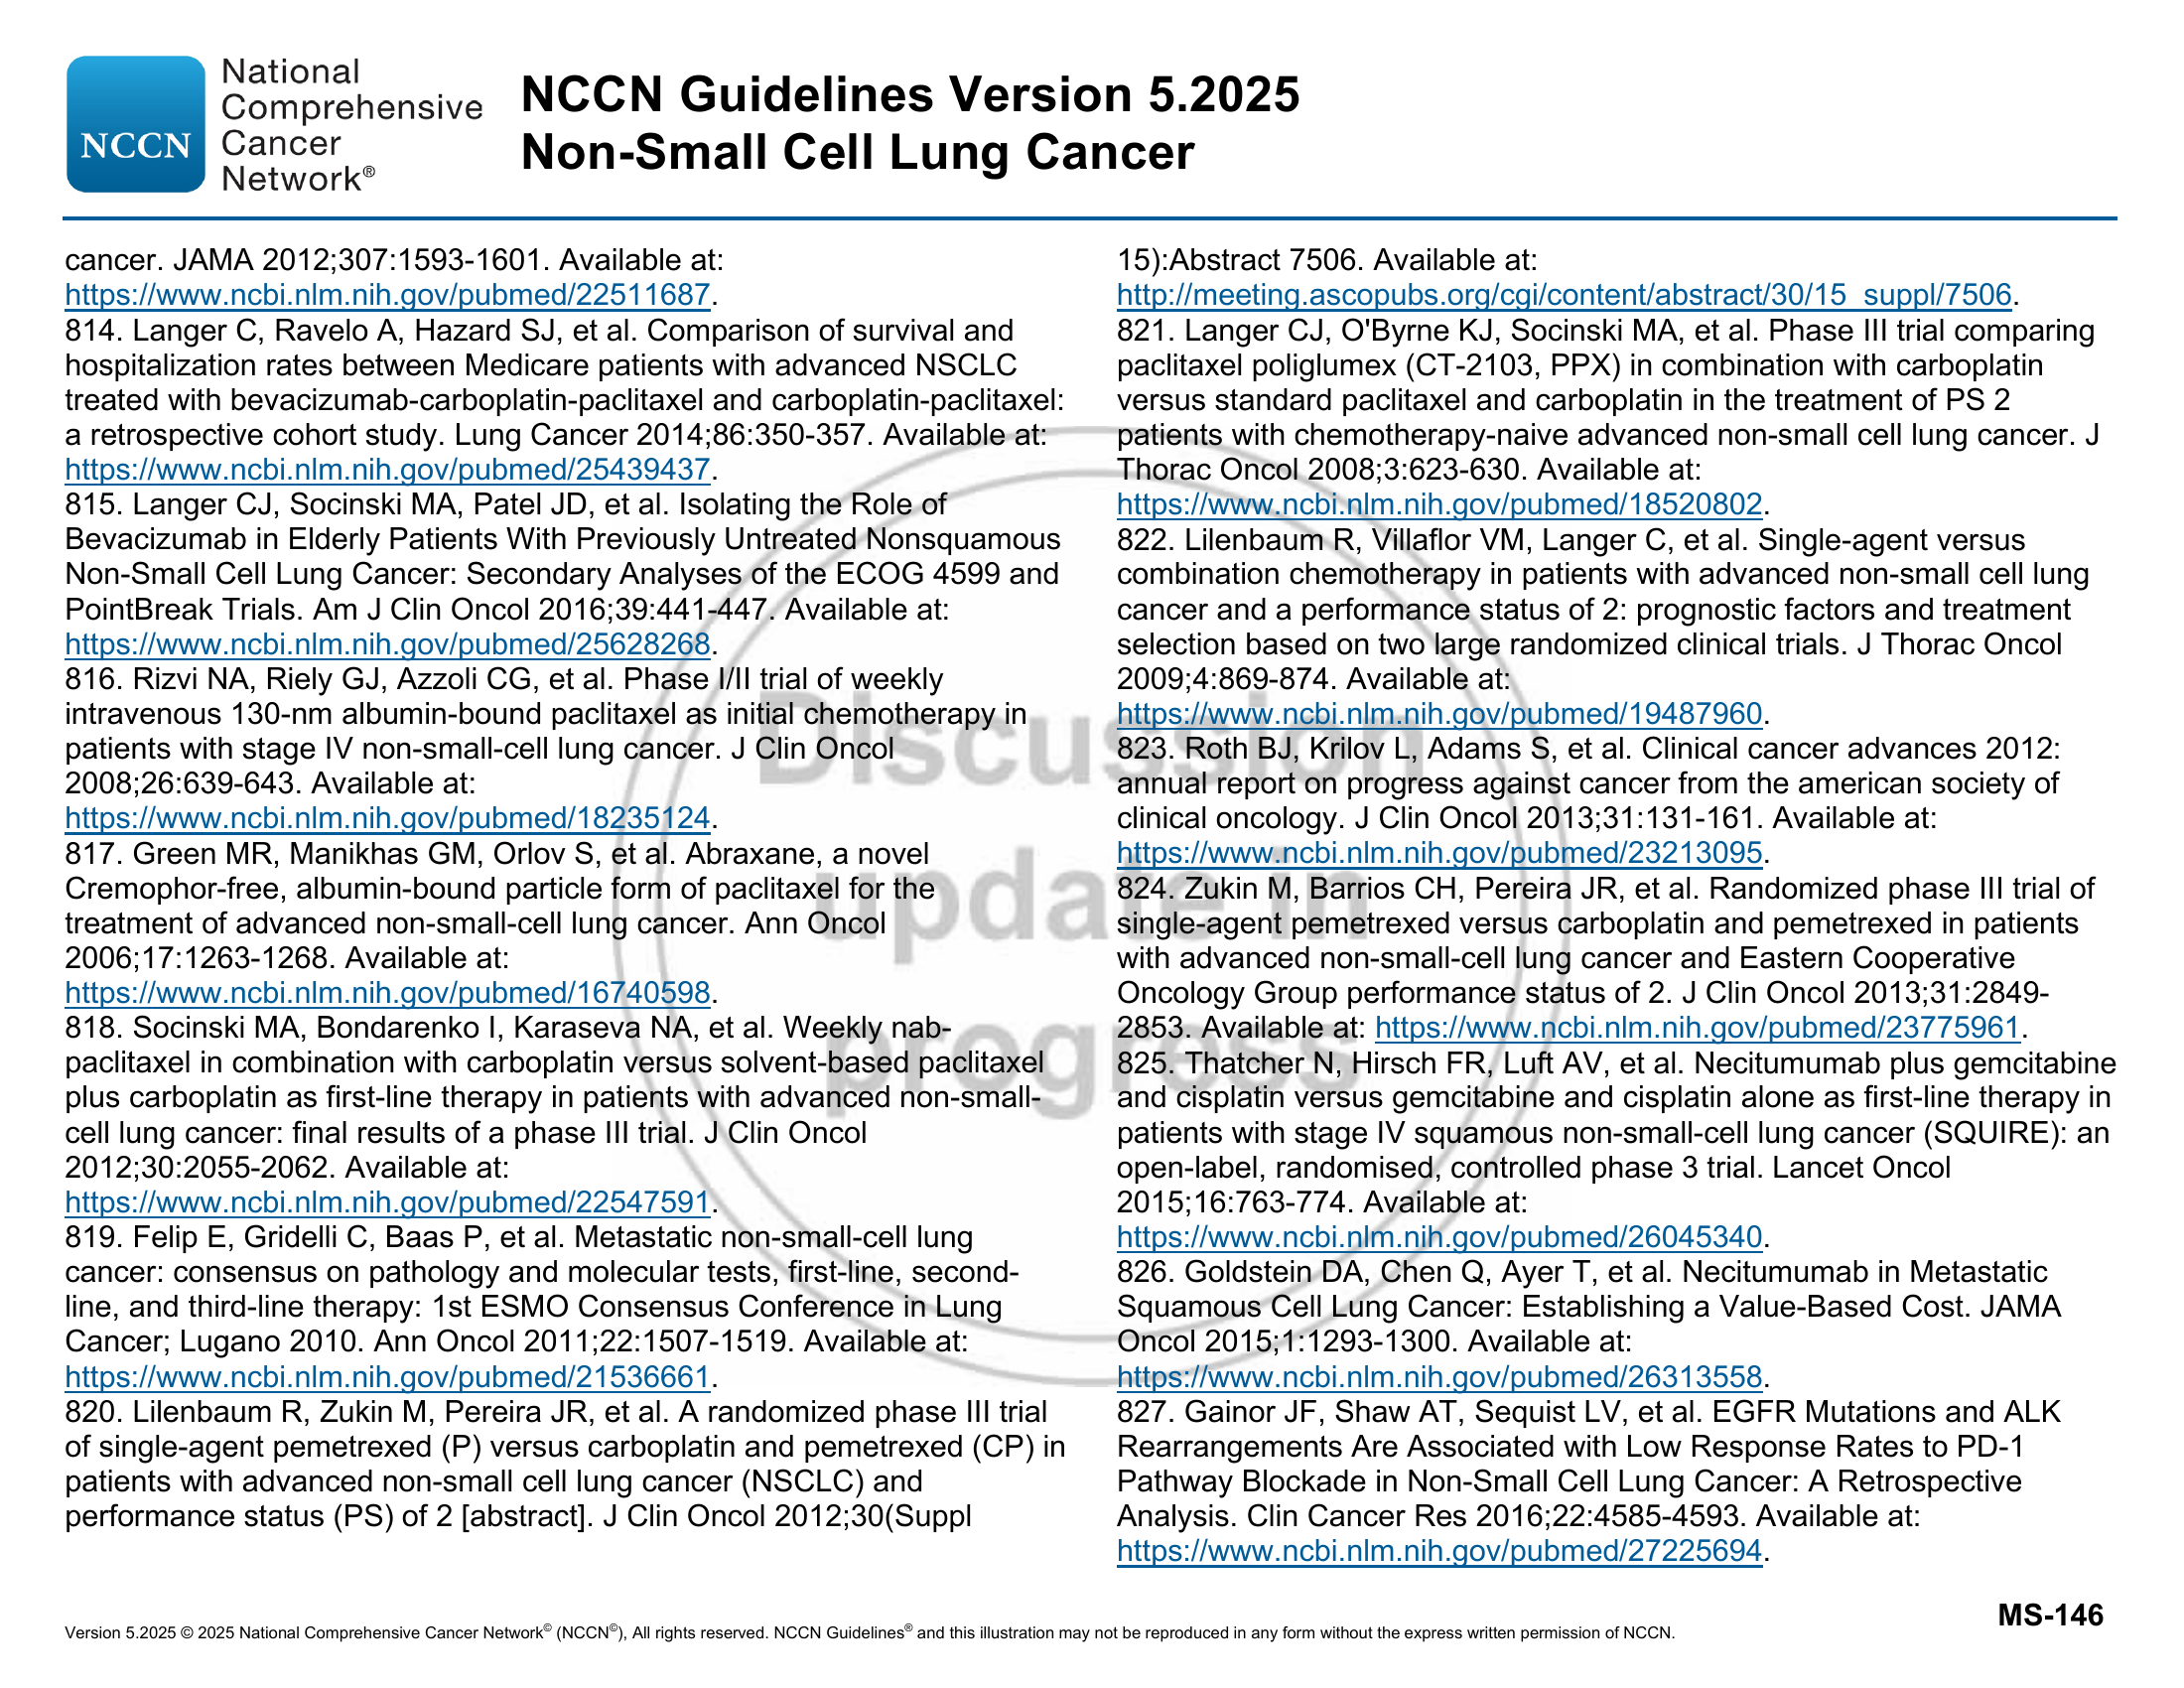 National
Comprehensive
Cancer
Network®
NCCN
NCCN Guidelines Version 5.2025
Non-Small Cell Lung Cancer
cancer. JAMA 2012;307:1593-1601. Available at:
https://www.ncbi.nlm.nih.gov/pubmed/22511687.
814. Langer C, Ravelo A, Hazard SJ, et al. Comparison of survival and
hospitalization rates between Medicare patients with advanced NSCLC
treated with bevacizumab-carboplatin-paclitaxel and carboplatin-paclitaxel:
a retrospective cohort study. Lung Cancer 2014;86:350-357. Available at:
https://www.ncbi.nlm.nih.gov/pubmed/25439437.
815. Langer CJ, Socinski MA, Patel JD, et al. Isolating the Role of
Bevacizumab in Elderly Patients With Previously Untreated Nonsquamous
Non-Small Cell Lung Cancer: Secondary Analyses of the ECOG 4599 and
PointBreak Trials. Am J Clin Oncol 2016;39:441-447. Available at:
https://www.ncbi.nlm.nih.gov/pubmed/25628268.
816. Rizvi NA, Riely GJ, Azzoli CG, et al. Phase I/II trial of weekly
intravenous 130-nm albumin-bound paclitaxel as initial chemotherapy in
patients with stage IV non-small-cell lung cancer. J Clin Oncol
2008;26:639-643. Available at:
https://www.ncbi.nlm.nih.gov/pubmed/18235124.
817. Green MR, Manikhas GM, Orlov S, et al. Abraxane, a novel
Cremophor-free, albumin-bound particle form of paclitaxel for the
treatment of advanced non-small-cell lung cancer. Ann Oncol
2006;17:1263-1268. Available at:
https://www.ncbi.nlm.nih.gov/pubmed/16740598.
818. Socinski MA, Bondarenko I, Karaseva NA, et al. Weekly nab-
paclitaxel in combination with carboplatin versus solvent-based paclitaxel
plus carboplatin as first-line therapy in patients with advanced non-small-
cell lung cancer: final results of a phase III trial. J Clin Oncol
2012;30:2055-2062. Available at:
https://www.ncbi.nlm.nih.gov/pubmed/22547591.
819. Felip E, Gridelli C, Baas P, et al. Metastatic non-small-cell lung
cancer: consensus on pathology and molecular tests, first-line, second-
line, and third-line therapy: 1st ESMO Consensus Conference in Lung
Cancer; Lugano 2010. Ann Oncol 2011;22:1507-1519. Available at:
https://www.ncbi.nlm.nih.gov/pubmed/21536661.
820. Lilenbaum R, Zukin M, Pereira JR, et al. A randomized phase III trial
of single-agent pemetrexed (P) versus carboplatin and pemetrexed (CP) in
patients with advanced non-small cell lung cancer (NSCLC) and
performance status (PS) of 2 [abstract]. J Clin Oncol 2012;30(Suppl
15):Abstract 7506. Available at:
http://meeting.ascopubs.org/cgi/content/abstract/30/15_suppl/7506.
821. Langer CJ, O'Byrne KJ, Socinski MA, et al. Phase III trial comparing
paclitaxel poliglumex (CT-2103, PPX) in combination with carboplatin
versus standard paclitaxel and carboplatin in the treatment of PS 2
patients with chemotherapy-naive advanced non-small cell lung cancer. J
Thorac Oncol 2008;3:623-630. Available at:
https://www.ncbi.nlm.nih.gov/pubmed/18520802.
822. Lilenbaum R, Villaflor VM, Langer C, et al. Single-agent versus
combination chemotherapy in patients with advanced non-small cell lung
cancer and a performance status of 2: prognostic factors and treatment
selection based on two large randomized clinical trials. J Thorac Oncol
2009;4:869-874. Available at:
https://www.ncbi.nlm.nih.gov/pubmed/19487960.
823. Roth BJ, Krilov L, Adams S, et al. Clinical cancer advances 2012:
annual report on progress against cancer from the american society of
clinical oncology. J Clin Oncol 2013;31:131-161. Available at:
https://www.ncbi.nlm.nih.gov/pubmed/23213095.
824. Zukin M, Barrios CH, Pereira JR, et al. Randomized phase III trial of
single-agent pemetrexed versus carboplatin and pemetrexed in patients
with advanced non-small-cell lung cancer and Eastern Cooperative
Oncology Group performance status of 2. J Clin Oncol 2013;31:2849-
2853. Available at: https://www.ncbi.nlm.nih.gov/pubmed/23775961.
825. Thatcher N, Hirsch FR, Luft AV, et al. Necitumumab plus gemcitabine
and cisplatin versus gemcitabine and cisplatin alone as first-line therapy in
patients with stage IV squamous non-small-cell lung cancer (SQUIRE): an
open-label, randomised, controlled phase 3 trial. Lancet Oncol
2015;16:763-774. Available at:
https://www.ncbi.nlm.nih.gov/pubmed/26045340.
826. Goldstein DA, Chen Q, Ayer T, et al. Necitumumab in Metastatic
Squamous Cell Lung Cancer: Establishing a Value-Based Cost. JAMA
Oncol 2015;1:1293-1300. Available at:
https://www.ncbi.nlm.nih.gov/pubmed/26313558.
827. Gainor JF, Shaw AT, Sequist LV, et al. EGFR Mutations and ALK
Rearrangements Are Associated with Low Response Rates to PD-1
Pathway Blockade in Non-Small Cell Lung Cancer: A Retrospective
Analysis. Clin Cancer Res 2016;22:4585-4593. Available at:
https://www.ncbi.nlm.nih.gov/pubmed/27225694.
Discussion
update in
progress
MS-146
Version 5.2025 © 2025 National Comprehensive Cancer Network© (NCCN©), All rights reserved. NCCN Guidelines® and this illustration may not be reproduced in any form without the express written permission of NCCN.